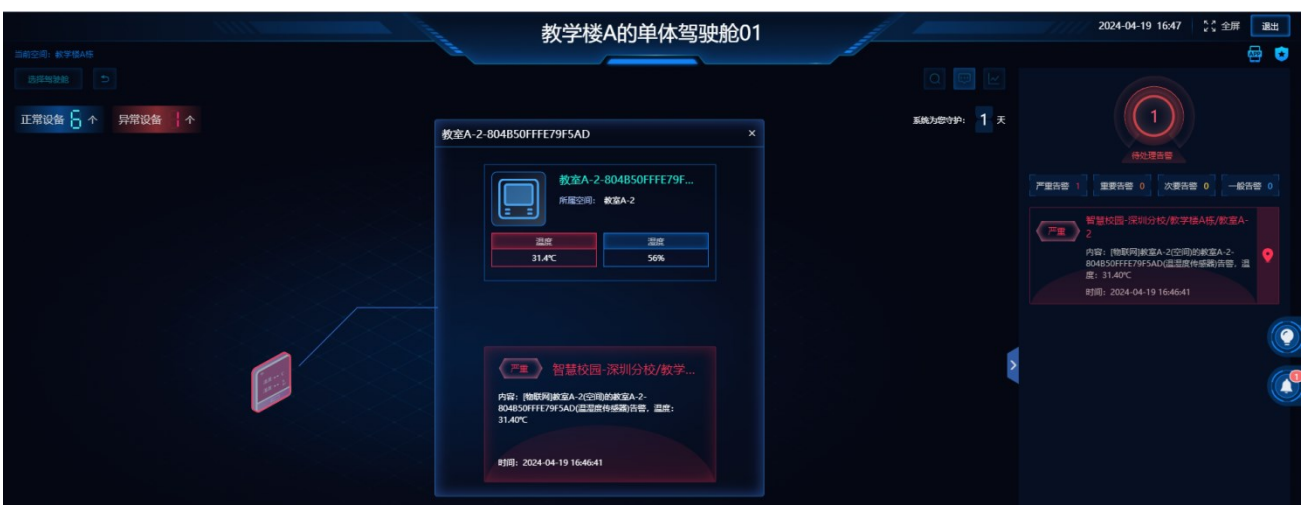 教学楼A的单体驾驶舱01
2024-04-19 16:47
全屏
退出
当前空间：教学楼A栋
选择驾驶舱
正常设备 6 个
异常设备 1 个
系统为您守护： 1 天
教室A-2-804B50FFFE79F5AD ×
教室A-2-804B50FFFE79F...
所属空间： 教室A-2
温度 湿度
31.4℃ 56%
严重 智慧校园-深圳分校/教学...
内容：[物联网]教室A-2(空间)的教室A-2-
804B50FFFE79F5AD(温湿度传感器)告警，温度：
31.40℃
时间：2024-04-19 16:46:41
1
待处理告警
严重告警 1 重要告警 0 次要告警 0 一般告警 0
严重
智慧校园-深圳分校/教学楼A栋/教室A-
2
内容：[物联网]教室A-2(空间)的教室A-2-
804B50FFFE79F5AD(温湿度传感器)告警，温
度：31.40℃
时间：2024-04-19 16:46:41
1